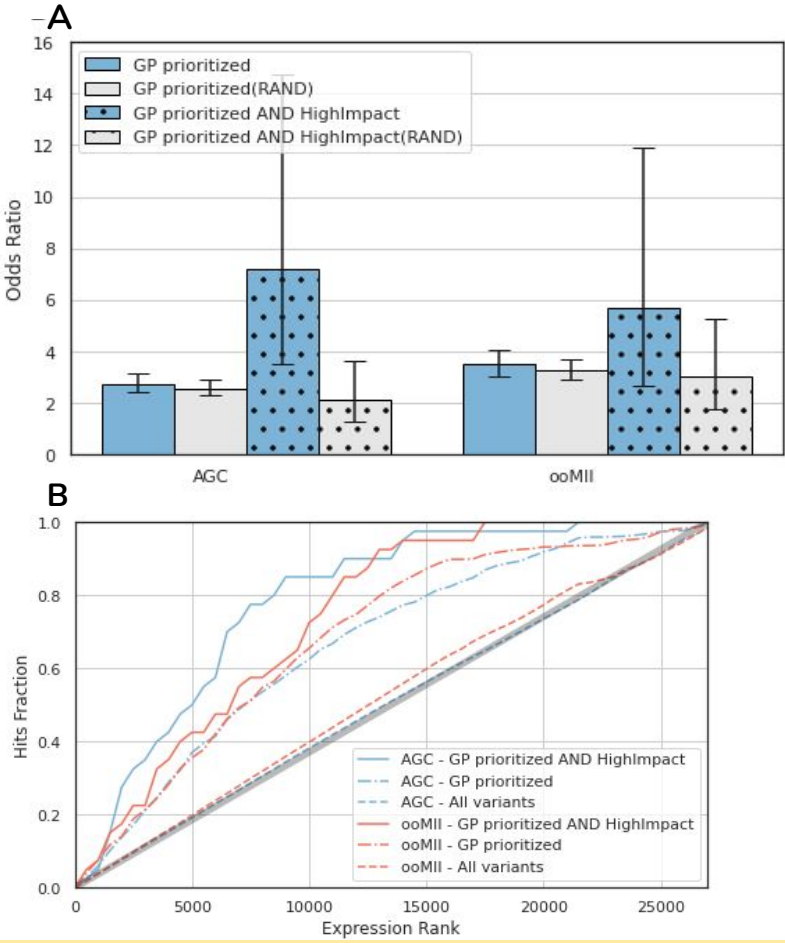 A
16
14
12
10
8
6
4
2
0
Odds Ratio
GP prioritized
GP prioritized(RAND)
GP prioritized AND HighImpact
GP prioritized AND HighImpact(RAND)
AGC ooMII
B
1.0
0.8
0.6
0.4
0.2
0.0
Hits Fraction
AGC - GP prioritized AND HighImpact
AGC - GP prioritized
AGC - All variants
ooMII - GP prioritized AND HighImpact
ooMII - GP prioritized
ooMII - All variants
0 5000 10000 15000 20000 25000
Expression Rank